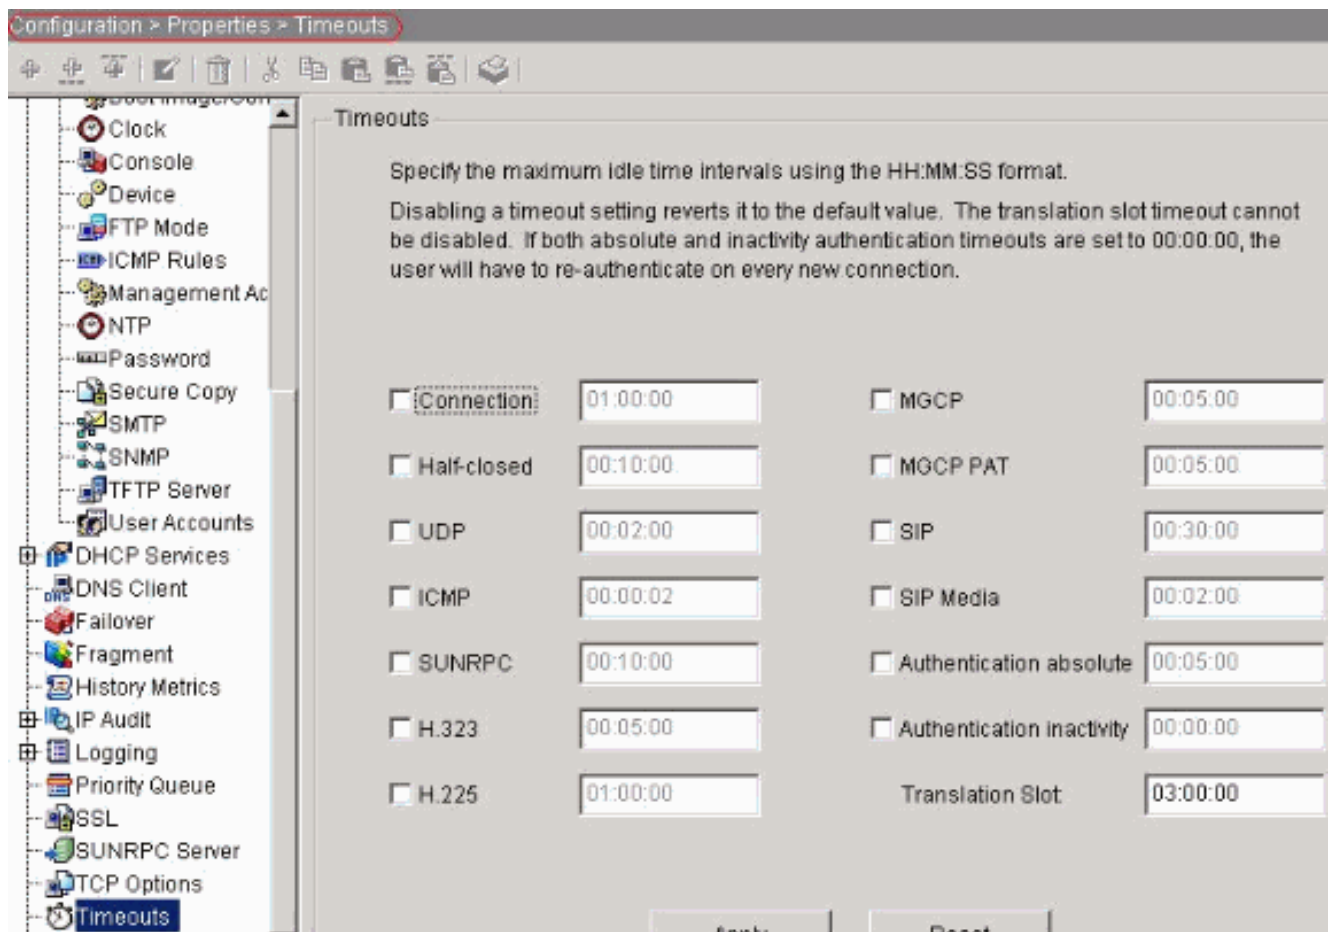 Configuration > Properties > Timeouts
Clock
Console
Device
FTP Mode
ICMP Rules
Management Ac
NTP
Password
Secure Copy
SMTP
SNMP
TFTP Server
User Accounts
DHCP Services
DNS Client
Failover
Fragment
History Metrics
IP Audit
Logging
Priority Queue
SSL
SUNRPC Server
TCP Options
Timeouts
Timeouts
Specify the maximum idle time intervals using the HH:MM:SS format.
Disabling a timeout setting reverts it to the default value. The translation slot timeout cannot
be disabled. If both absolute and inactivity authentication timeouts are set to 00:00:00, the
user will have to re-authenticate on every new connection.
Connection 01:00:00 MGCP 00:05:00
Half-closed 00:10:00 MGCP PAT 00:05:00
UDP 00:02:00 SIP 00:30:00
ICMP 00:00:02 SIP Media 00:02:00
SUNRPC 00:10:00 Authentication absolute 00:05:00
H.323 00:05:00 Authentication inactivity 00:00:00
H.225 01:00:00 Translation Slot: 03:00:00
Apply Reset